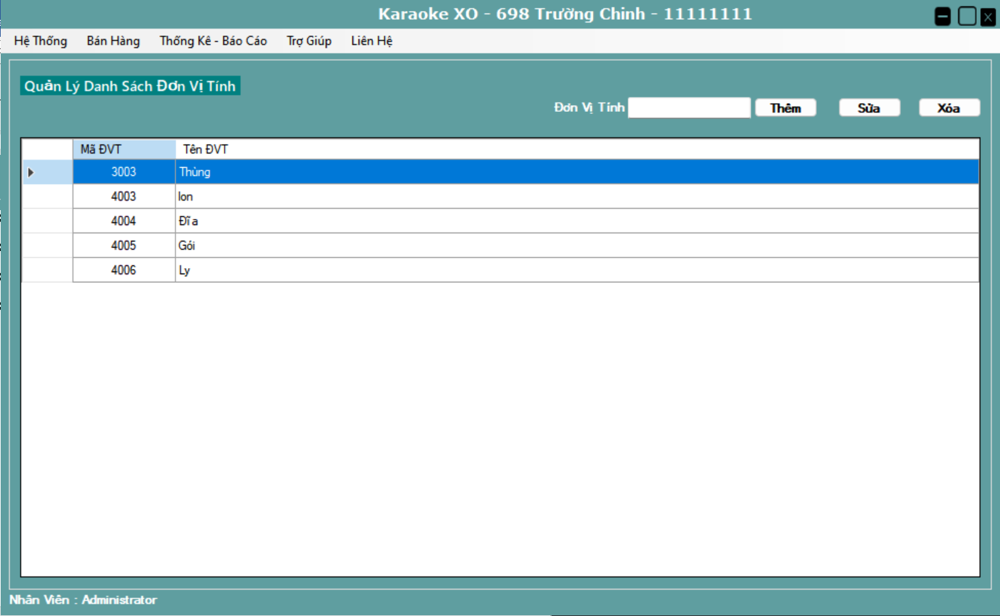 Karaoke XO - 698 Trường Chinh - 11111111
Hệ Thống Bán Hàng Thống Kê - Báo Cáo Trợ Giúp Liên Hệ
Quản Lý Danh Sách Đơn Vị Tính
Đơn Vị Tính Thêm Sửa Xóa
Mã ĐVT Tên ĐVT
3003 Thùng
4003 lon
4004 Đĩa
4005 Gói
4006 Ly
Nhân Viên : Administrator